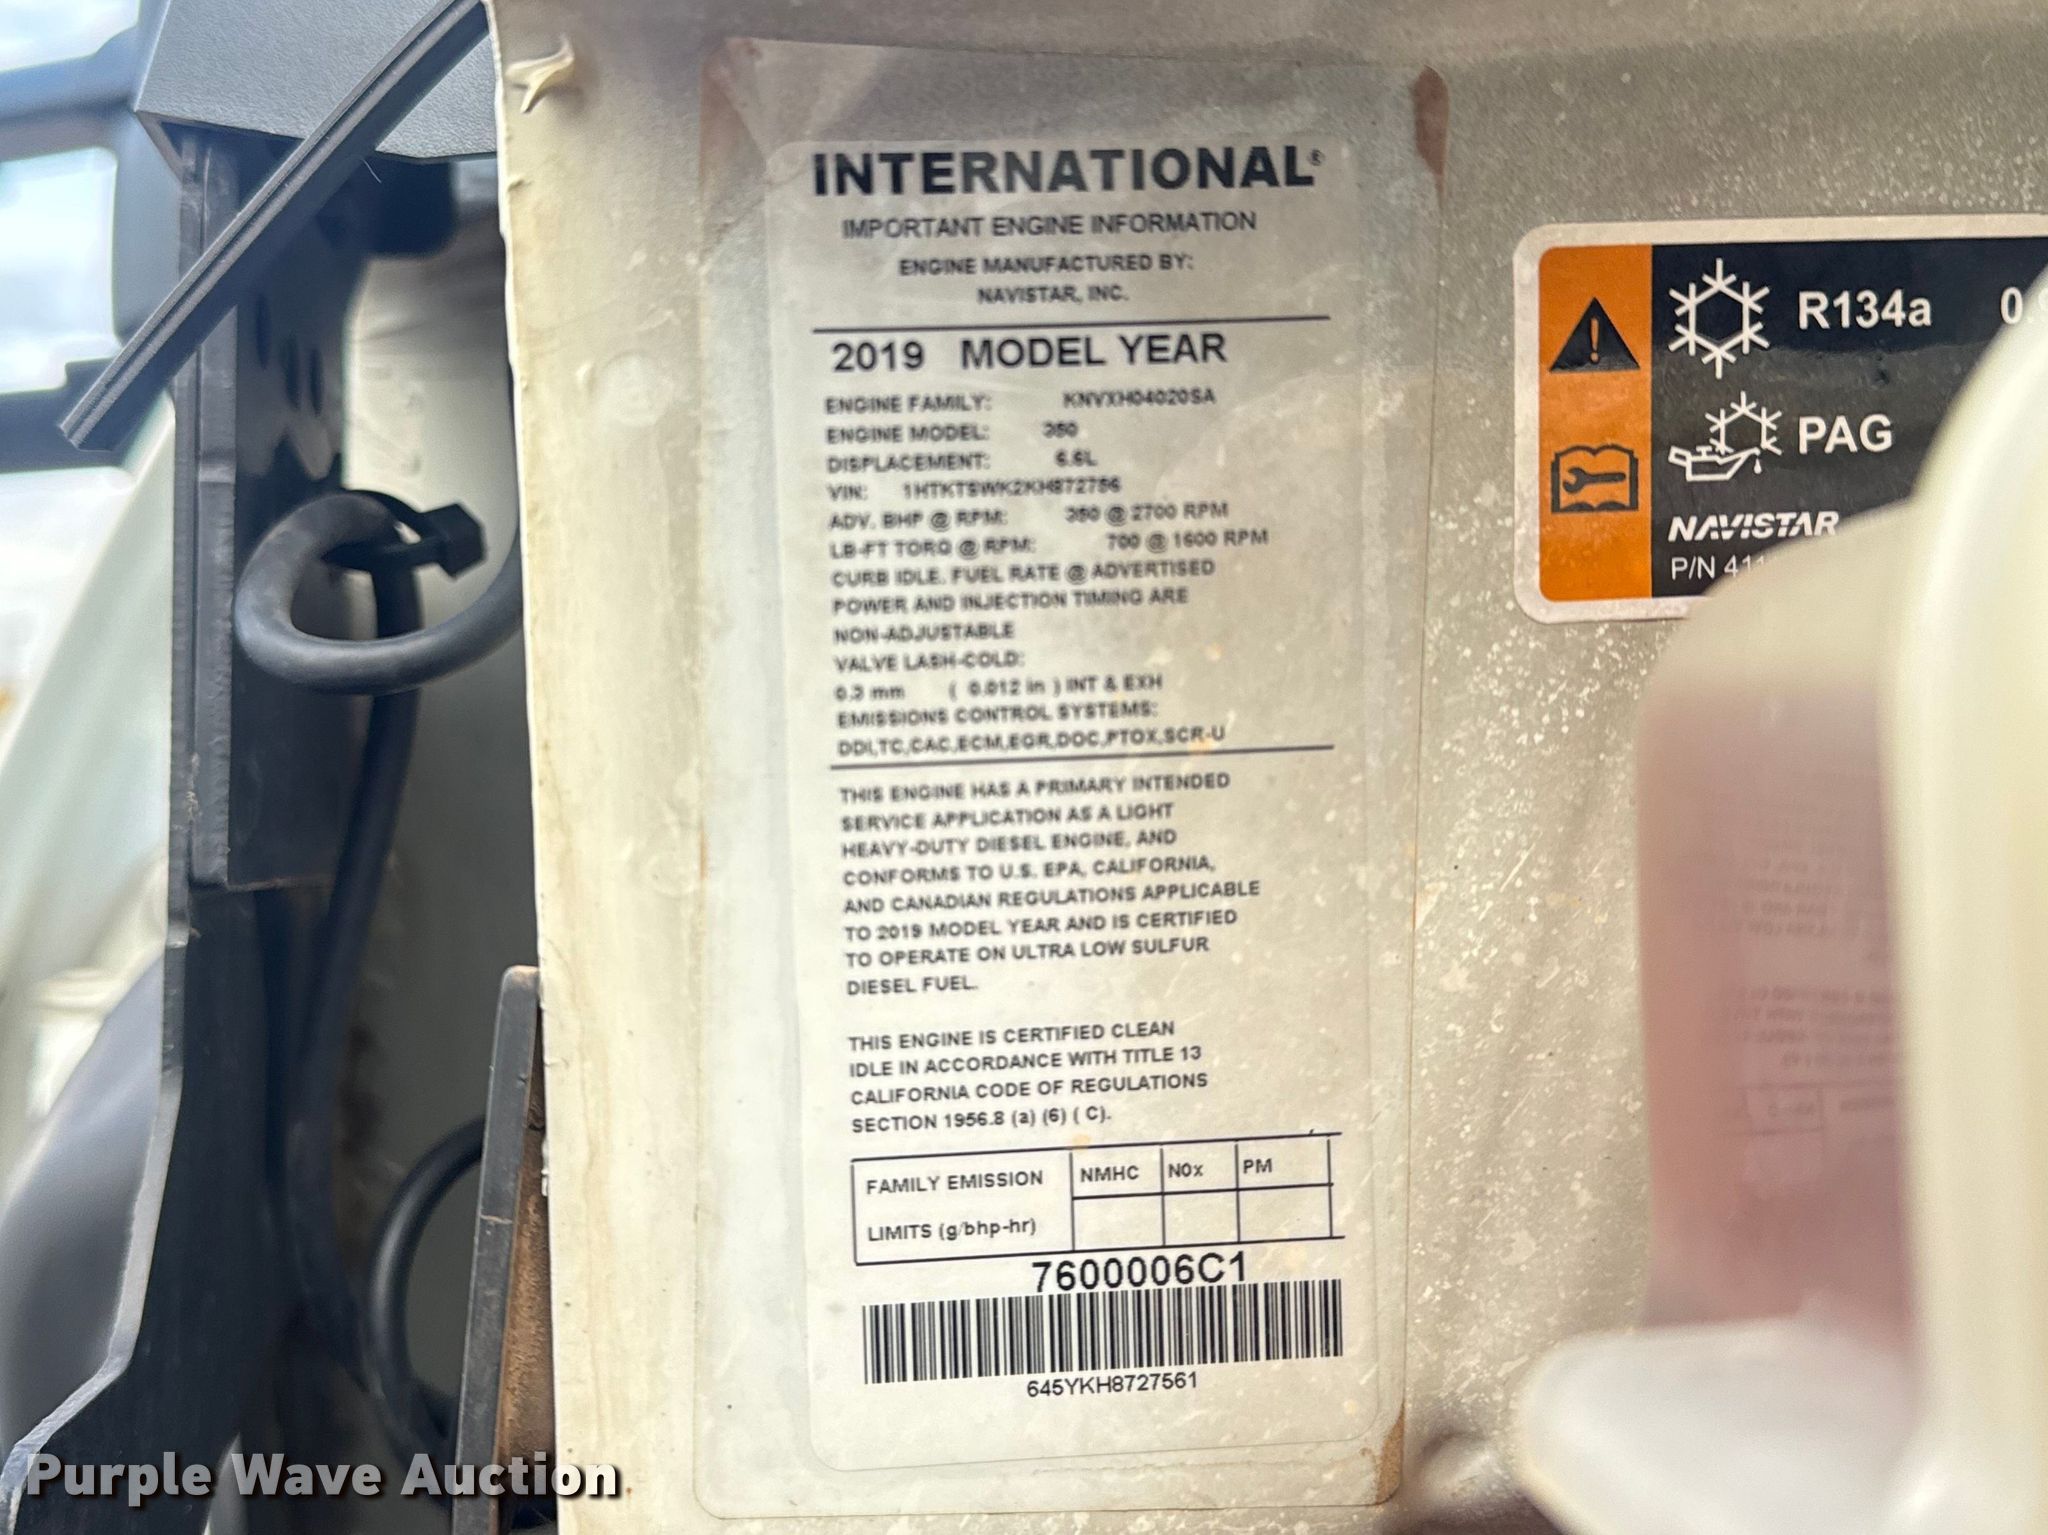 INTERNATIONAL®
IMPORTANT ENGINE INFORMATION
ENGINE MANUFACTURED BY:
NAVISTAR, INC.
2019 MODEL YEAR
ENGINE FAMILY: KNVXH04020SA
ENGINE MODEL: 350
DISPLACEMENT: 6.6L
VIN: 1HTKTSWK2KH872756
ADV. BHP @ RPM: 350 @ 2700 RPM
LB-FT TORQ @ RPM: 700 @ 1600 RPM
CURB IDLE, FUEL RATE @ ADVERTISED
POWER AND INJECTION TIMING ARE
NON-ADJUSTABLE
VALVE LASH-COLD:
0.3 mm ( 0.012 in ) INT & EXH
EMISSIONS CONTROL SYSTEMS:
DDI,TC,CAC,ECM,EGR,DOC,PTOX,SCR-U
THIS ENGINE HAS A PRIMARY INTENDED
SERVICE APPLICATION AS A LIGHT
HEAVY-DUTY DIESEL ENGINE, AND
CONFORMS TO U.S. EPA, CALIFORNIA,
AND CANADIAN REGULATIONS APPLICABLE
TO 2019 MODEL YEAR AND IS CERTIFIED
TO OPERATE ON ULTRA LOW SULFUR
DIESEL FUEL.
THIS ENGINE IS CERTIFIED CLEAN
IDLE IN ACCORDANCE WITH TITLE 13
CALIFORNIA CODE OF REGULATIONS
SECTION 1956.8 (a) (6) ( C).
FAMILY EMISSION NMHC N0x PM
LIMITS (g/bhp-hr)
7600006C1
645YKH8727561
R134a
PAG
NAVISTAR
P/N
Purple Wave Auction